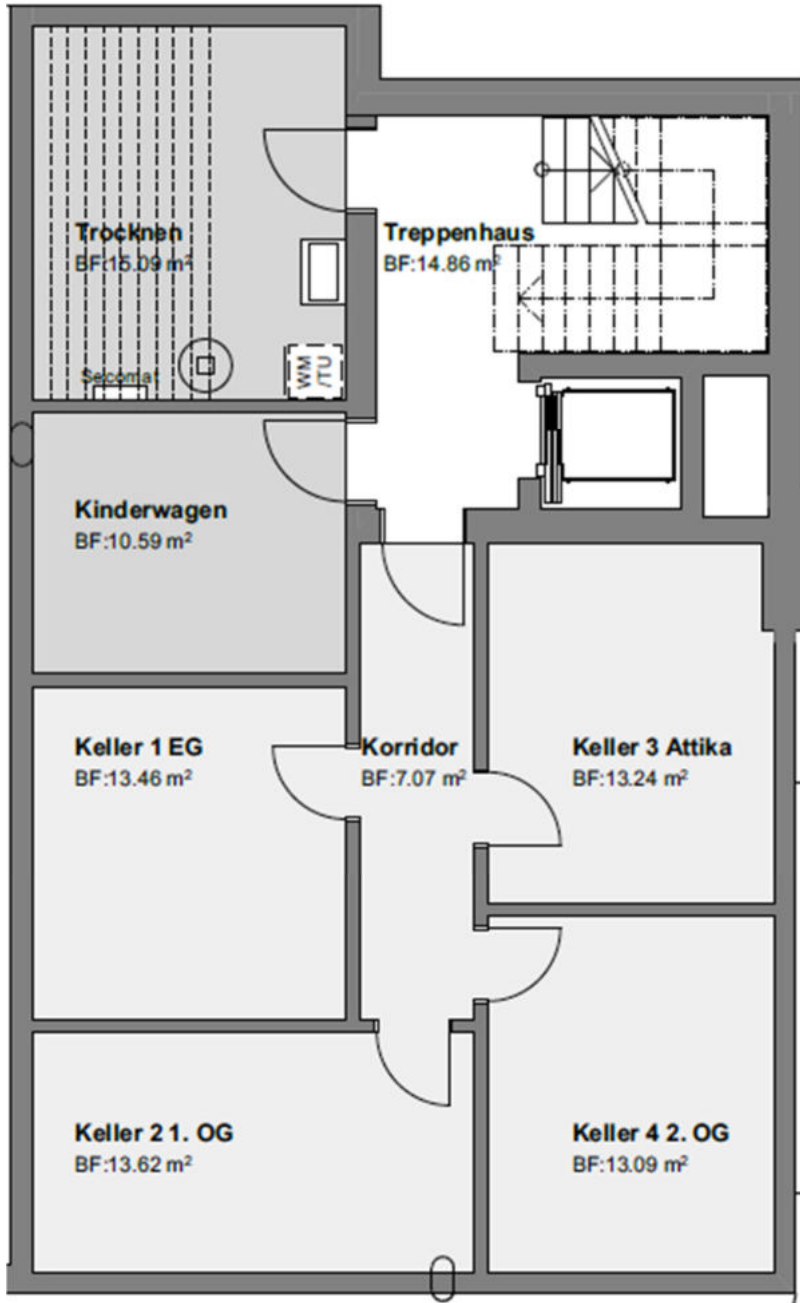 Trocknen
BF:15.09 m²
Treppenhaus
BF:14.86 m²
Secomat
WM
/TU
Kinderwagen
BF:10.59 m²
Keller 1 EG
BF:13.46 m²
Korridor
BF:7.07 m²
Keller 3 Attika
BF:13.24 m²
Keller 2 1. OG
BF:13.62 m²
Keller 4 2. OG
BF:13.09 m²